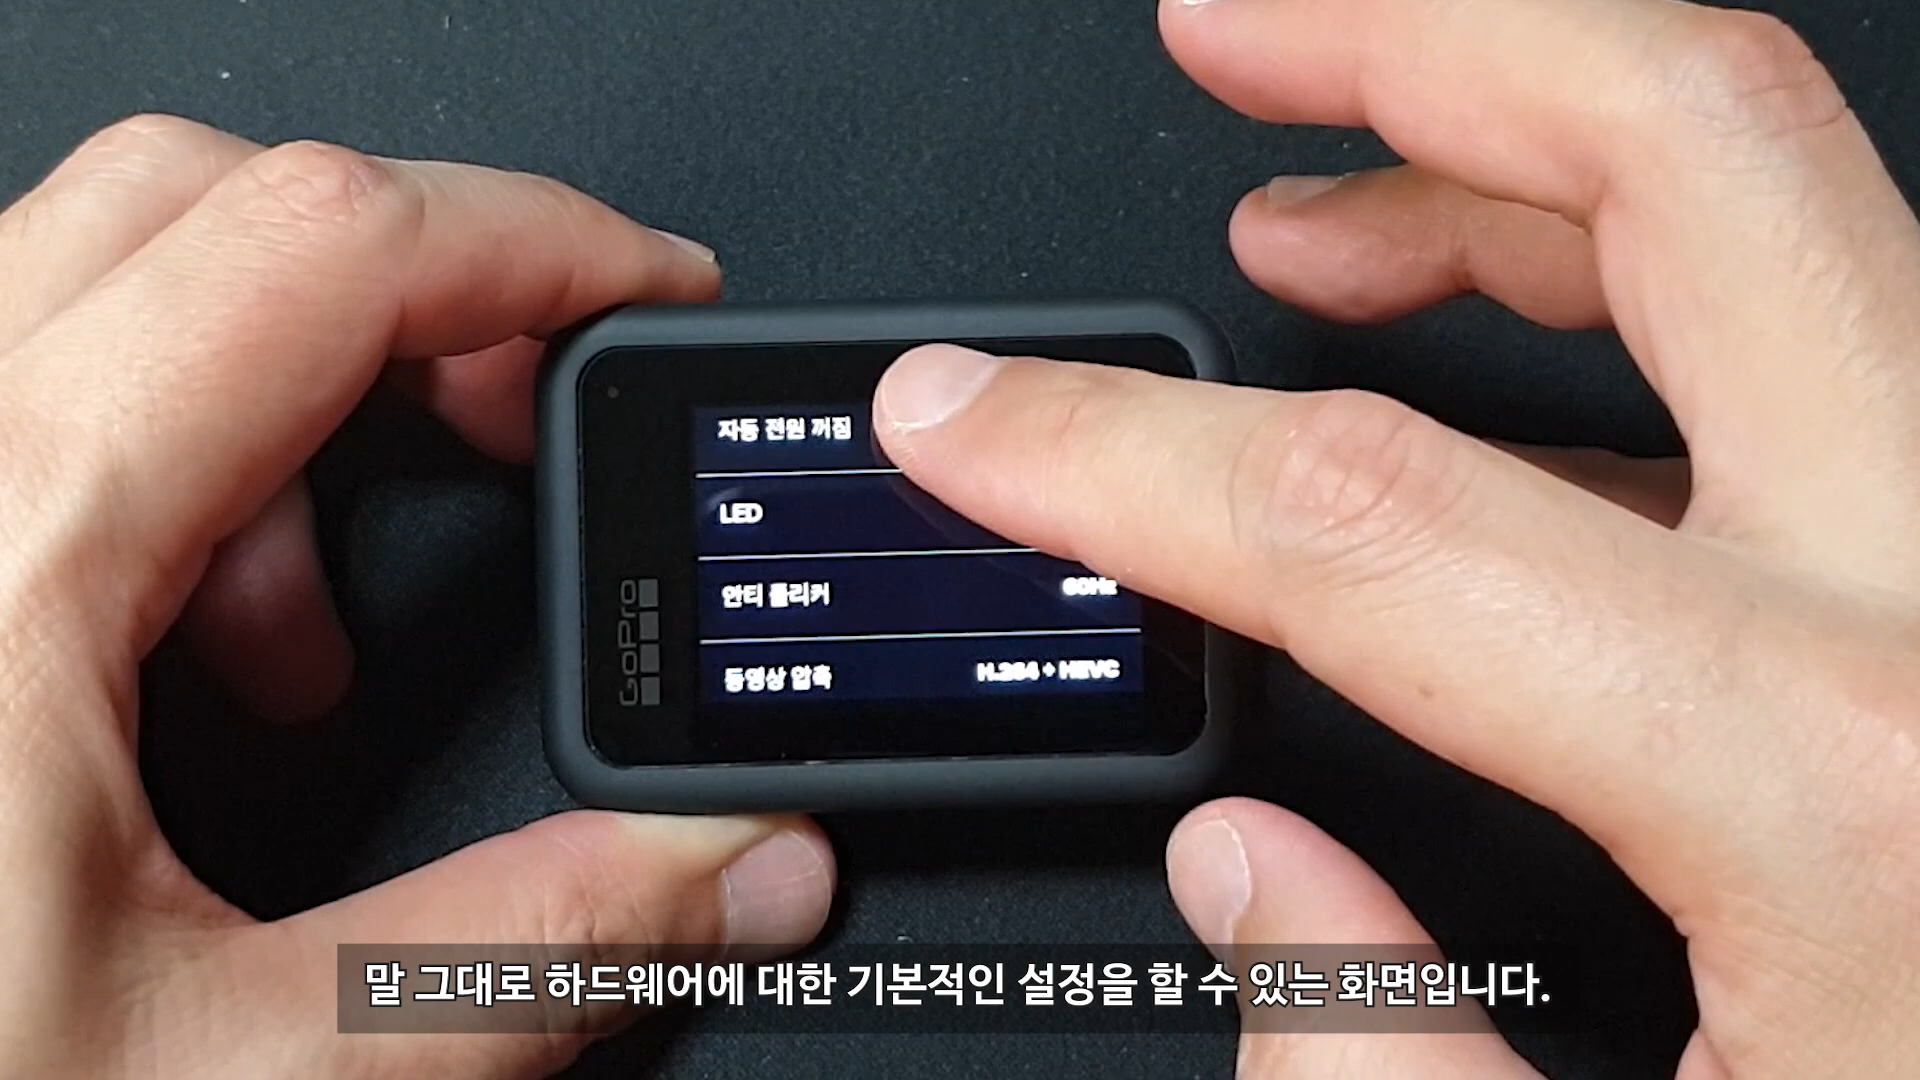 자동 전원 꺼짐
LED
안티 플리커 60Hz
동영상 압축 H.264 + HEVC
GoPro
말 그대로 하드웨어에 대한 기본적인 설정을 할 수 있는 화면입니다.